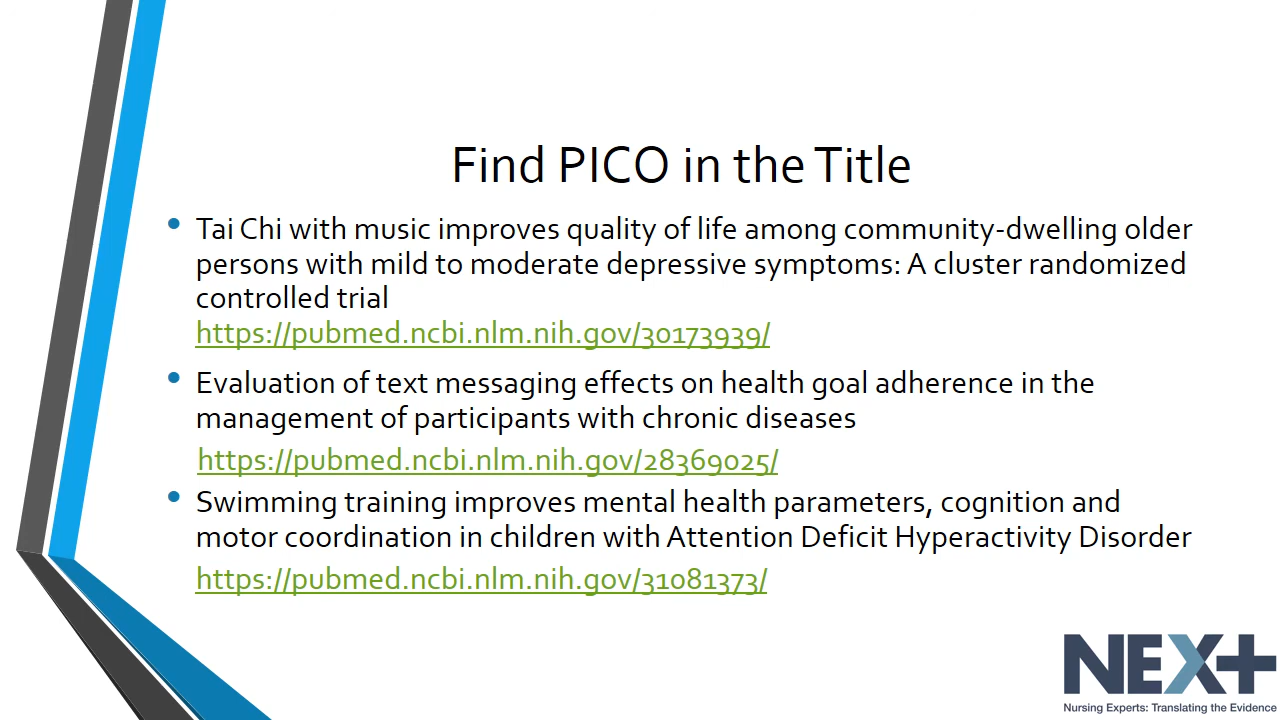 Find PICO in the Title
• Tai Chi with music improves quality of life among community-dwelling older
persons with mild to moderate depressive symptoms: A cluster randomized
controlled trial
https://pubmed.ncbi.nlm.nih.gov/30173939/
• Evaluation of text messaging effects on health goal adherence in the
management of participants with chronic diseases
https://pubmed.ncbi.nlm.nih.gov/28369025/
• Swimming training improves mental health parameters, cognition and
motor coordination in children with Attention Deficit Hyperactivity Disorder
https://pubmed.ncbi.nlm.nih.gov/31081373/
NEX+
Nursing Experts: Translating the Evidence